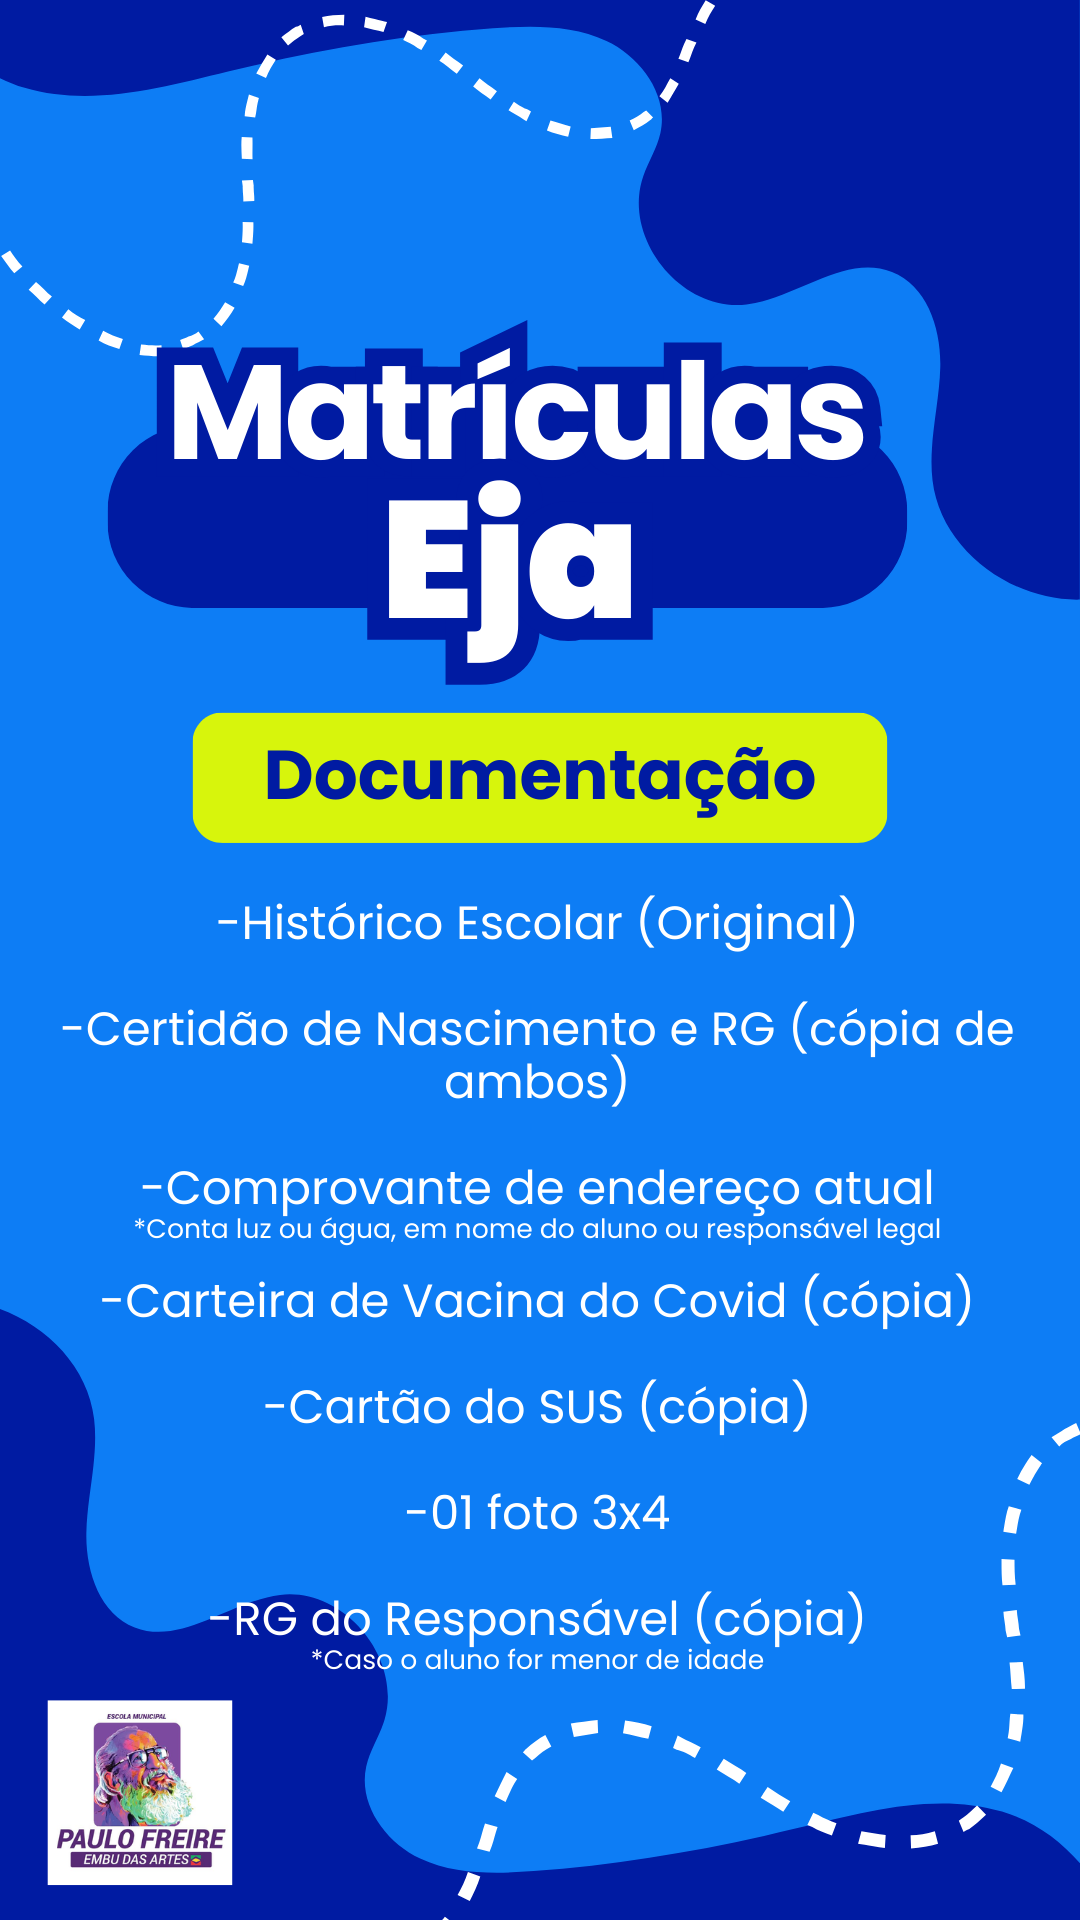 Matrículas
Eja
Documentação
-Histórico Escolar (Original)
-Certidão de Nascimento e RG (cópia de
ambos)
-Comprovante de endereço atual
*Conta luz ou água, em nome do aluno ou responsável legal
-Carteira de Vacina do Covid (cópia)
-Cartão do SUS (cópia)
-01 foto 3x4
-RG do Responsável (cópia)
*Caso o aluno for menor de idade
ESCOLA MUNICIPAL
PAULO FREIRE
EMBU DAS ARTES